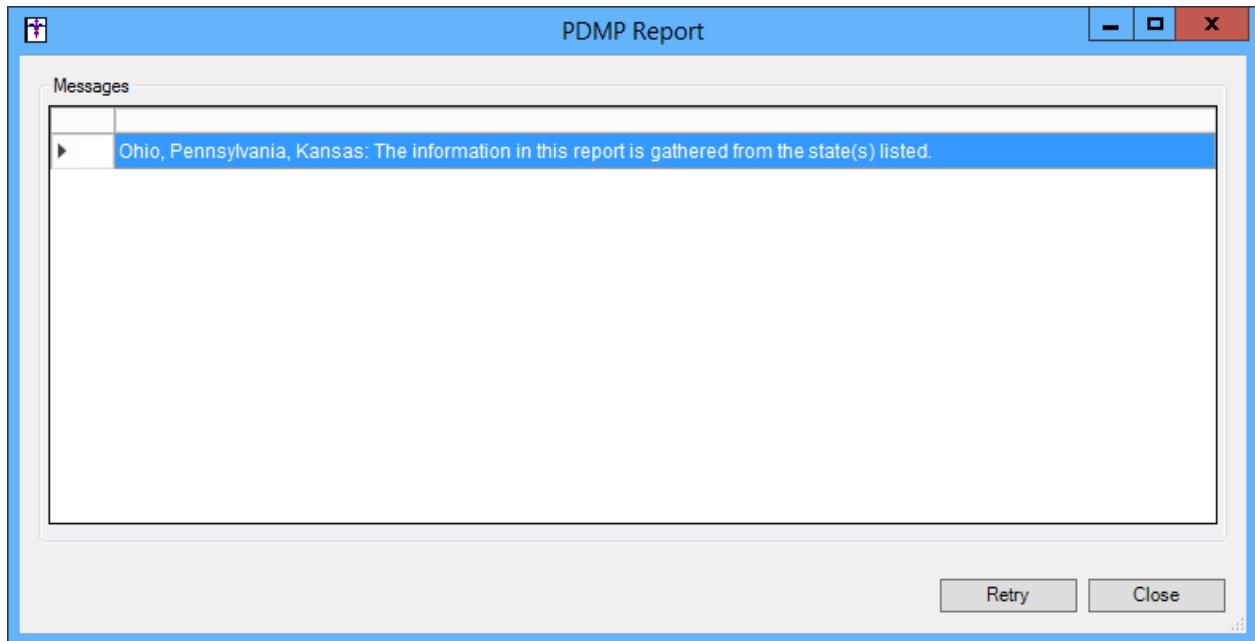 PDMP Report
Messages
Ohio, Pennsylvania, Kansas: The information in this report is gathered from the state(s) listed.
Retry
Close